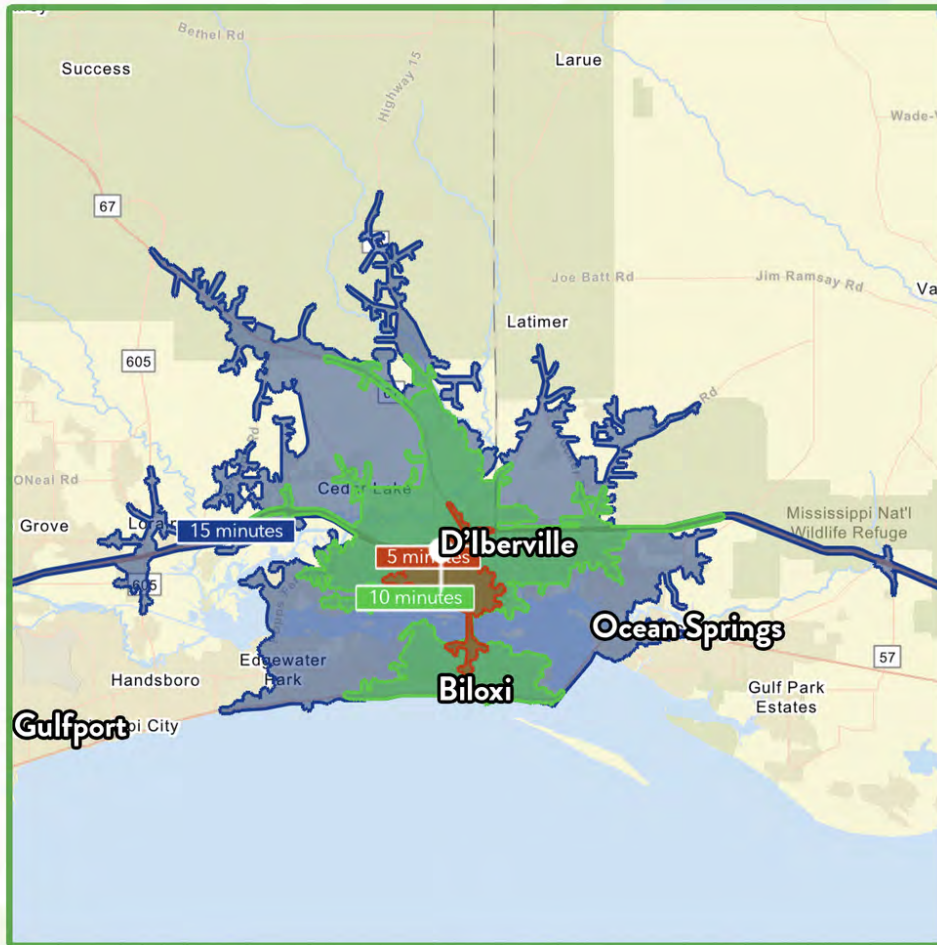 Bethel Rd
Success
Larue
Highway 15
Wade-V
67
Joe Batt Rd
Jim Ramsay Rd
Va
Latimer
605
Rd
Rd
ONeal Rd
Cedar Lake
Grove
15 minutes
Mississippi Nat'l
Wildlife Refuge
D'Iberville
5 minutes
605
10 minutes
Ocean Springs
57
Edgewater
Park
Handsboro
Biloxi
Gulf Park
Estates
Gulfport
pi City